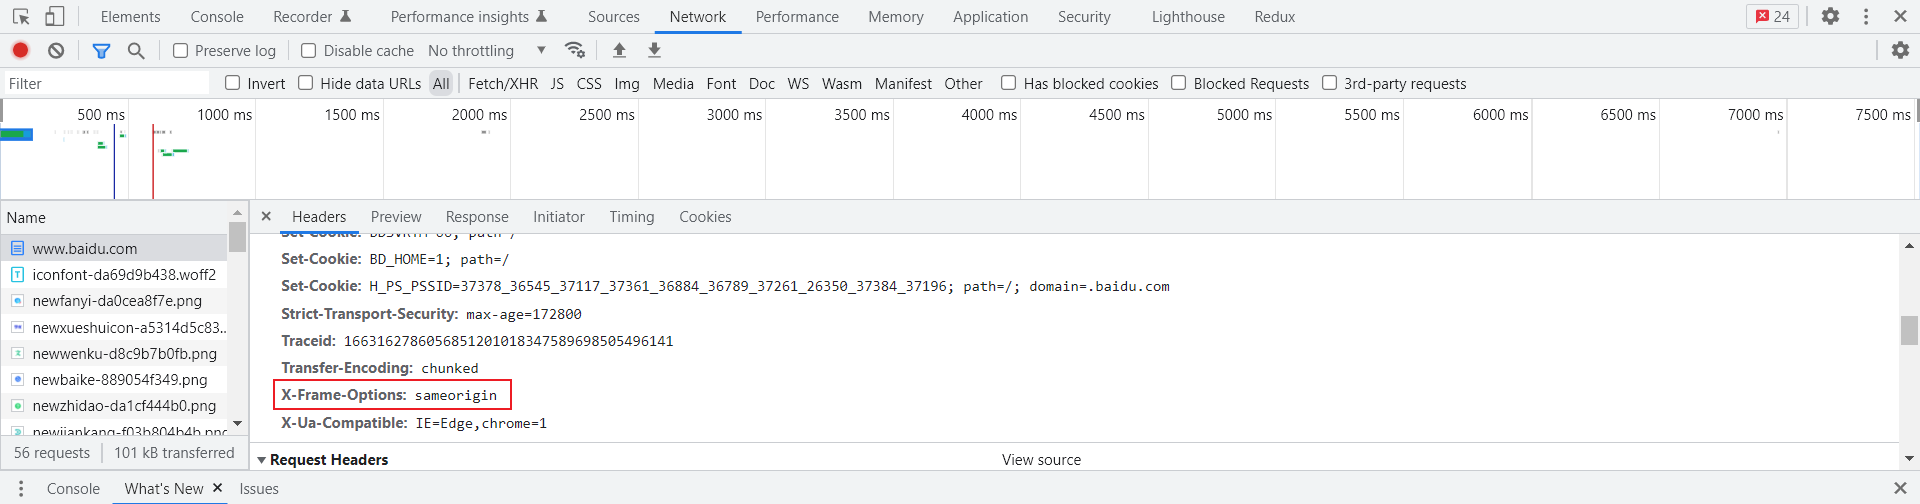 Elements Console Recorder Performance insights Sources Network Performance Memory Application Security Lighthouse Redux 24
Preserve log Disable cache No throttling
Filter Invert Hide data URLs All Fetch/XHR JS CSS Img Media Font Doc WS Wasm Manifest Other Has blocked cookies Blocked Requests 3rd-party requests
500 ms 1000 ms 1500 ms 2000 ms 2500 ms 3000 ms 3500 ms 4000 ms 4500 ms 5000 ms 5500 ms 6000 ms 6500 ms 7000 ms 7500 ms
Name
www.baidu.com
iconfont-da69d9b438.woff2
newfanyi-da0cea8f7e.png
newxueshuicon-a5314d5c83..
newwenku-d8c9b7b0fb.png
newbaike-889054f349.png
newzhidao-da1cf444b0.png
newjiankang-f03b804b4b.png
56 requests 101 kB transferred
Headers Preview Response Initiator Timing Cookies
Set-Cookie: path=/
Set-Cookie: BD_HOME=1; path=/
Set-Cookie: H_PS_PSSID=37378_36545_37117_37361_36884_36789_37261_26350_37384_37196; path=/; domain=.baidu.com
Strict-Transport-Security: max-age=172800
Traceid: 1663162786056851201018347589698505496141
Transfer-Encoding: chunked
X-Frame-Options: sameorigin
X-Ua-Compatible: IE=Edge,chrome=1
Request Headers View source
Console What's New Issues